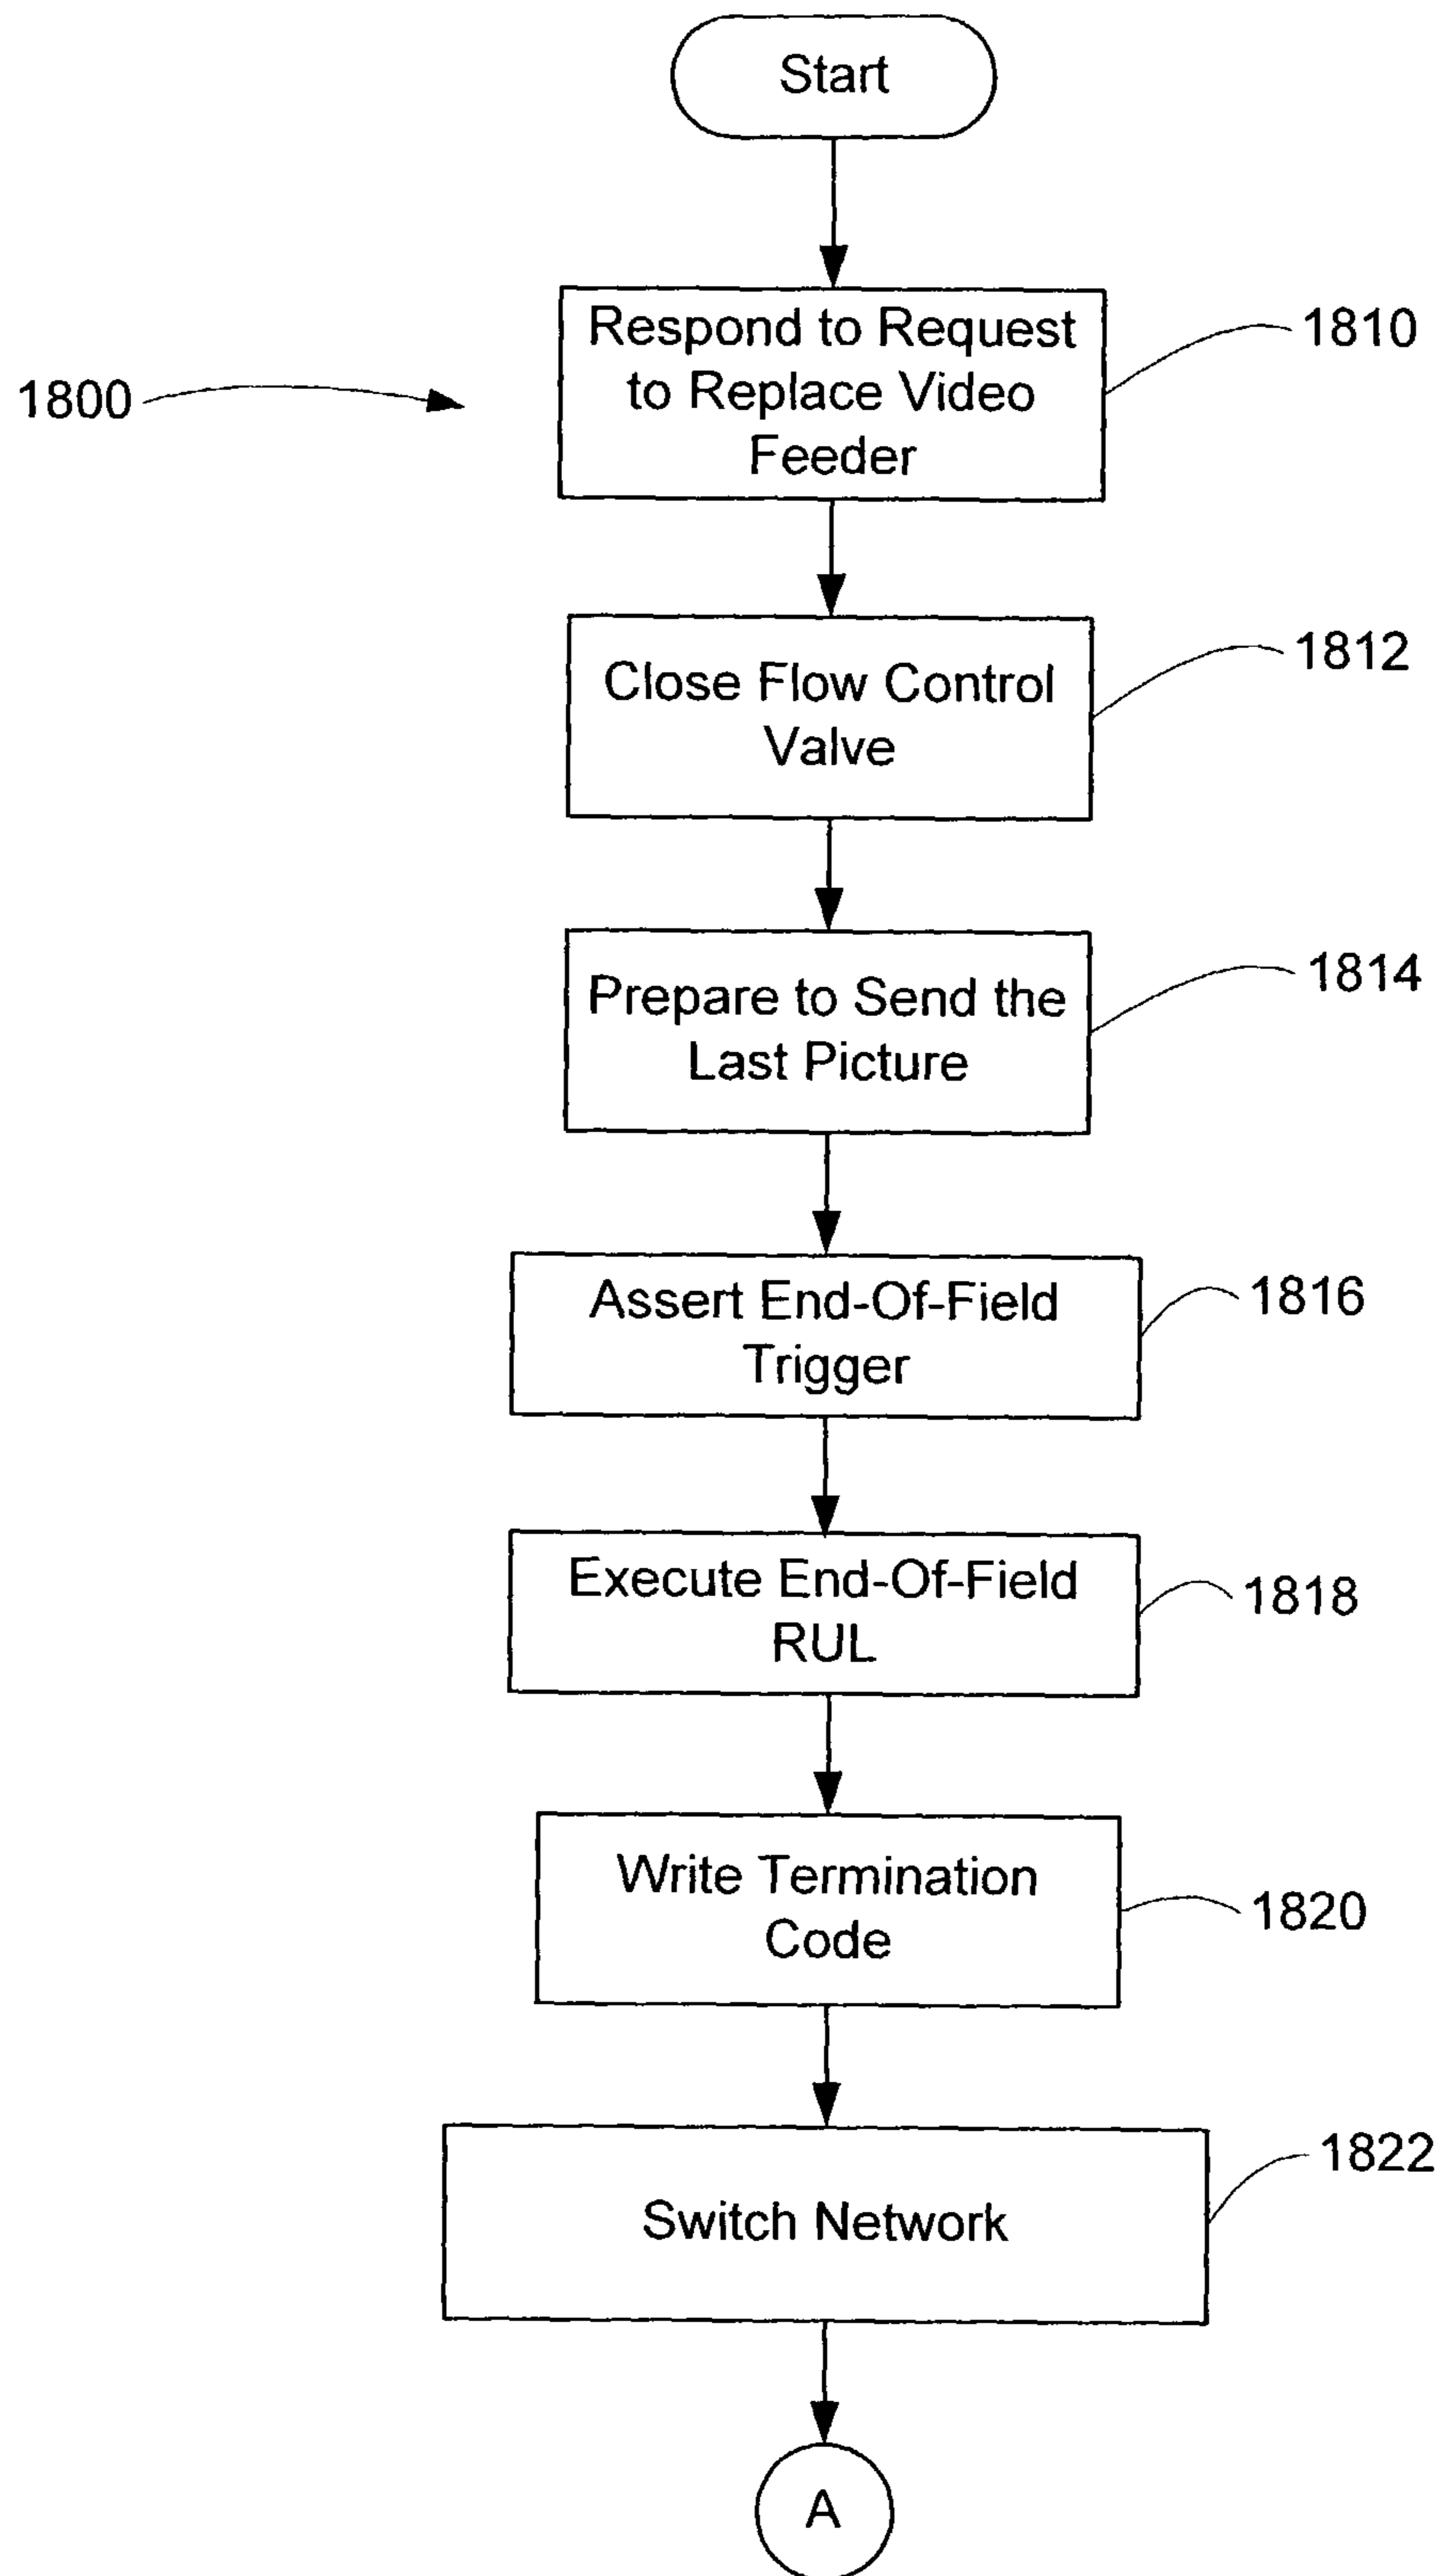 Start
Respond to Request
to Replace Video
Feeder
1810
1800
Close Flow Control
Valve
1812
Prepare to Send the
Last Picture
1814
Assert End-Of-Field
Trigger
1816
Execute End-Of-Field
RUL
1818
Write Termination
Code
1820
Switch Network
1822
A